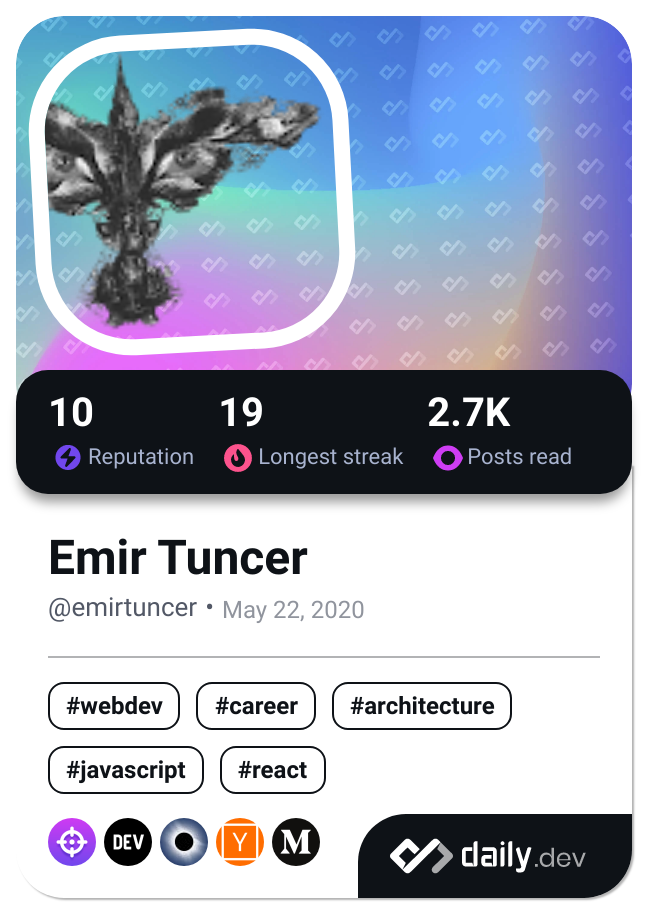 10 19 2.7K
Reputation Longest streak Posts read
Emir Tuncer
@emirtuncer • May 22, 2020
#webdev #career #architecture
#javascript #react
DEV Y M
daily.dev